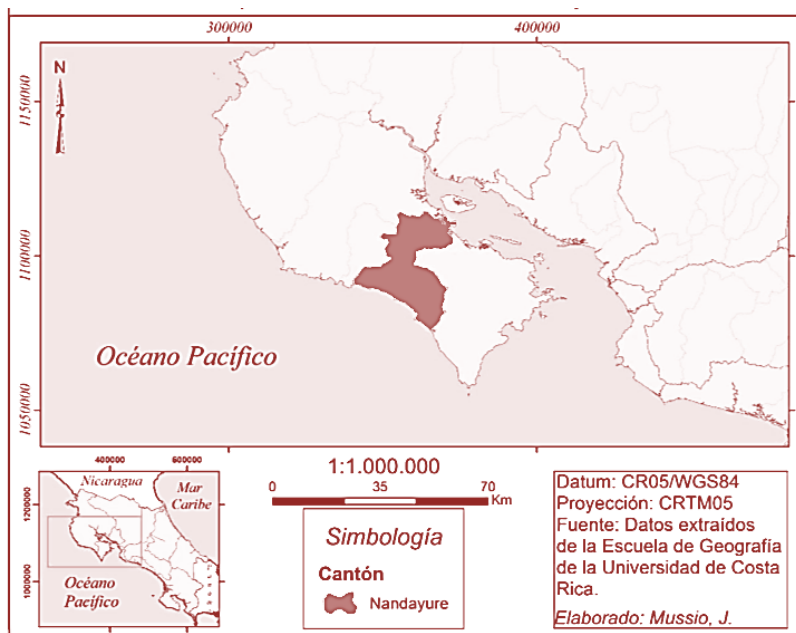 300000
400000
N
1150000
1100000
1050000
Océano Pacífico
400000
600000
Nicaragua
Mar
Caribe
1200000
1000000
Océano
Pacífico
1:1.000.000
0
35
70
Km
Simbología
Cantón
Nandayure
Datum: CR05/WGS84
Proyección: CRTM05
Fuente: Datos extraídos
de la Escuela de Geografía
de la Universidad de Costa
Rica.
Elaborado: Mussio, J.